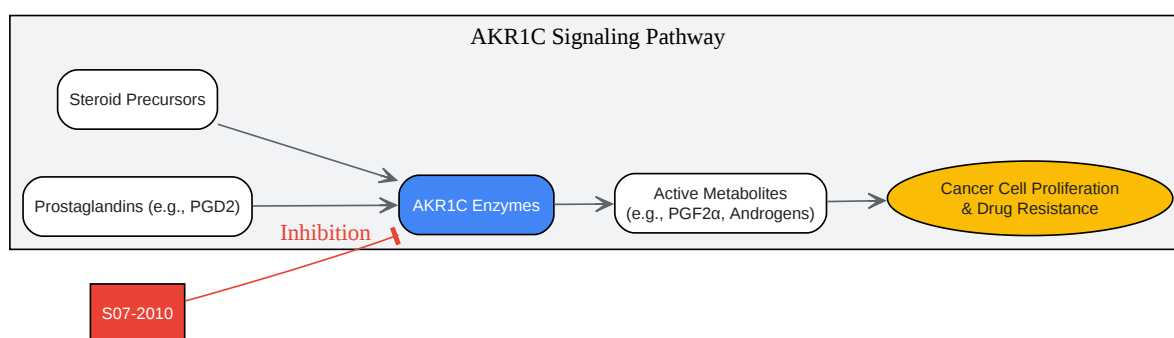 AKR1C Signaling Pathway
Steroid Precursors
Prostaglandins (e.g., PGD2)
AKR1C Enzymes
Active Metabolites
(e.g., PGF2α, Androgens)
Cancer Cell Proliferation
& Drug Resistance
Inhibition
S07-2010